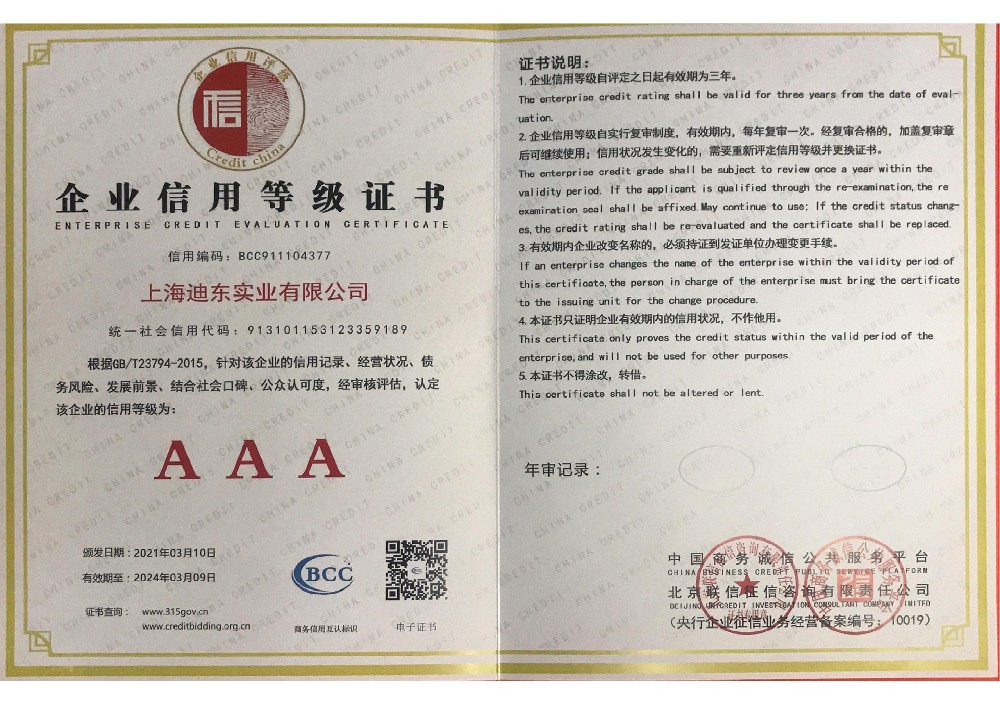 企业信用评级
信
Credit china
企业信用等级证书
ENTERPRISE CREDIT EVALUATION CERTIFICATE
信用编码：BCC911104377
上海迪东实业有限公司
统一社会信用代码：913101153123359189
根据GB/T23794-2015，针对该企业的信用记录、经营状况、债
务风险、发展前景、结合社会口碑、公众认可度，经审核评估，认定
该企业的信用等级为：
AAA
颁发日期：2021年03月10日
有效期至：2024年03月09日
证书查询： www.315gov.cn
www.creditbidding.org.cn
BCC
商务信用互认标识
电子证书
证书说明：
1. 企业信用等级自评定之日起有效期为三年。
The enterprise credit rating shall be valid for three years from the date of eval-
uation.
2. 企业信用等级自实行复审制度，有效期内，每年复审一次。经复审合格的，加盖复审章
后可继续使用；信用状况发生变化的，需要重新评定信用等级并更换证书。
The enterprise credit grade shall be subject to review once a year within the
validity period. If the applicant is qualified through the re-examination, the re
examination seal shall be affixed. May continue to use; If the credit status chang-
es, the credit rating shall be re-evaluated and the certificate shall be replaced.
3. 有效期内企业改变名称的，必须持证到发证单位办理变更手续。
If an enterprise changes the name of the enterprise within the validity period of
this certificate, the person in charge of the enterprise must bring the certificate
to the issuing unit for the change procedure.
4. 本证书只证明企业有效期内的信用状况，不作他用。
This certificate only proves the credit status within the valid period of the
enterprise, and will not be used for other purposes
5. 本证书不得涂改，转借。
This certificate shall not be altered or lent.
年审记录：
中国商务诚信公共服务平台
CHINA BUSINESS CREDIT PUBLIC SERVICE PLATFORM
北京联信征信咨询有限责任公司
BEIJING UNICREDIT INVESTIGATION CONSULTANT COMPANY LIMITED
（央行企业征信业务经营备案编号：10019）